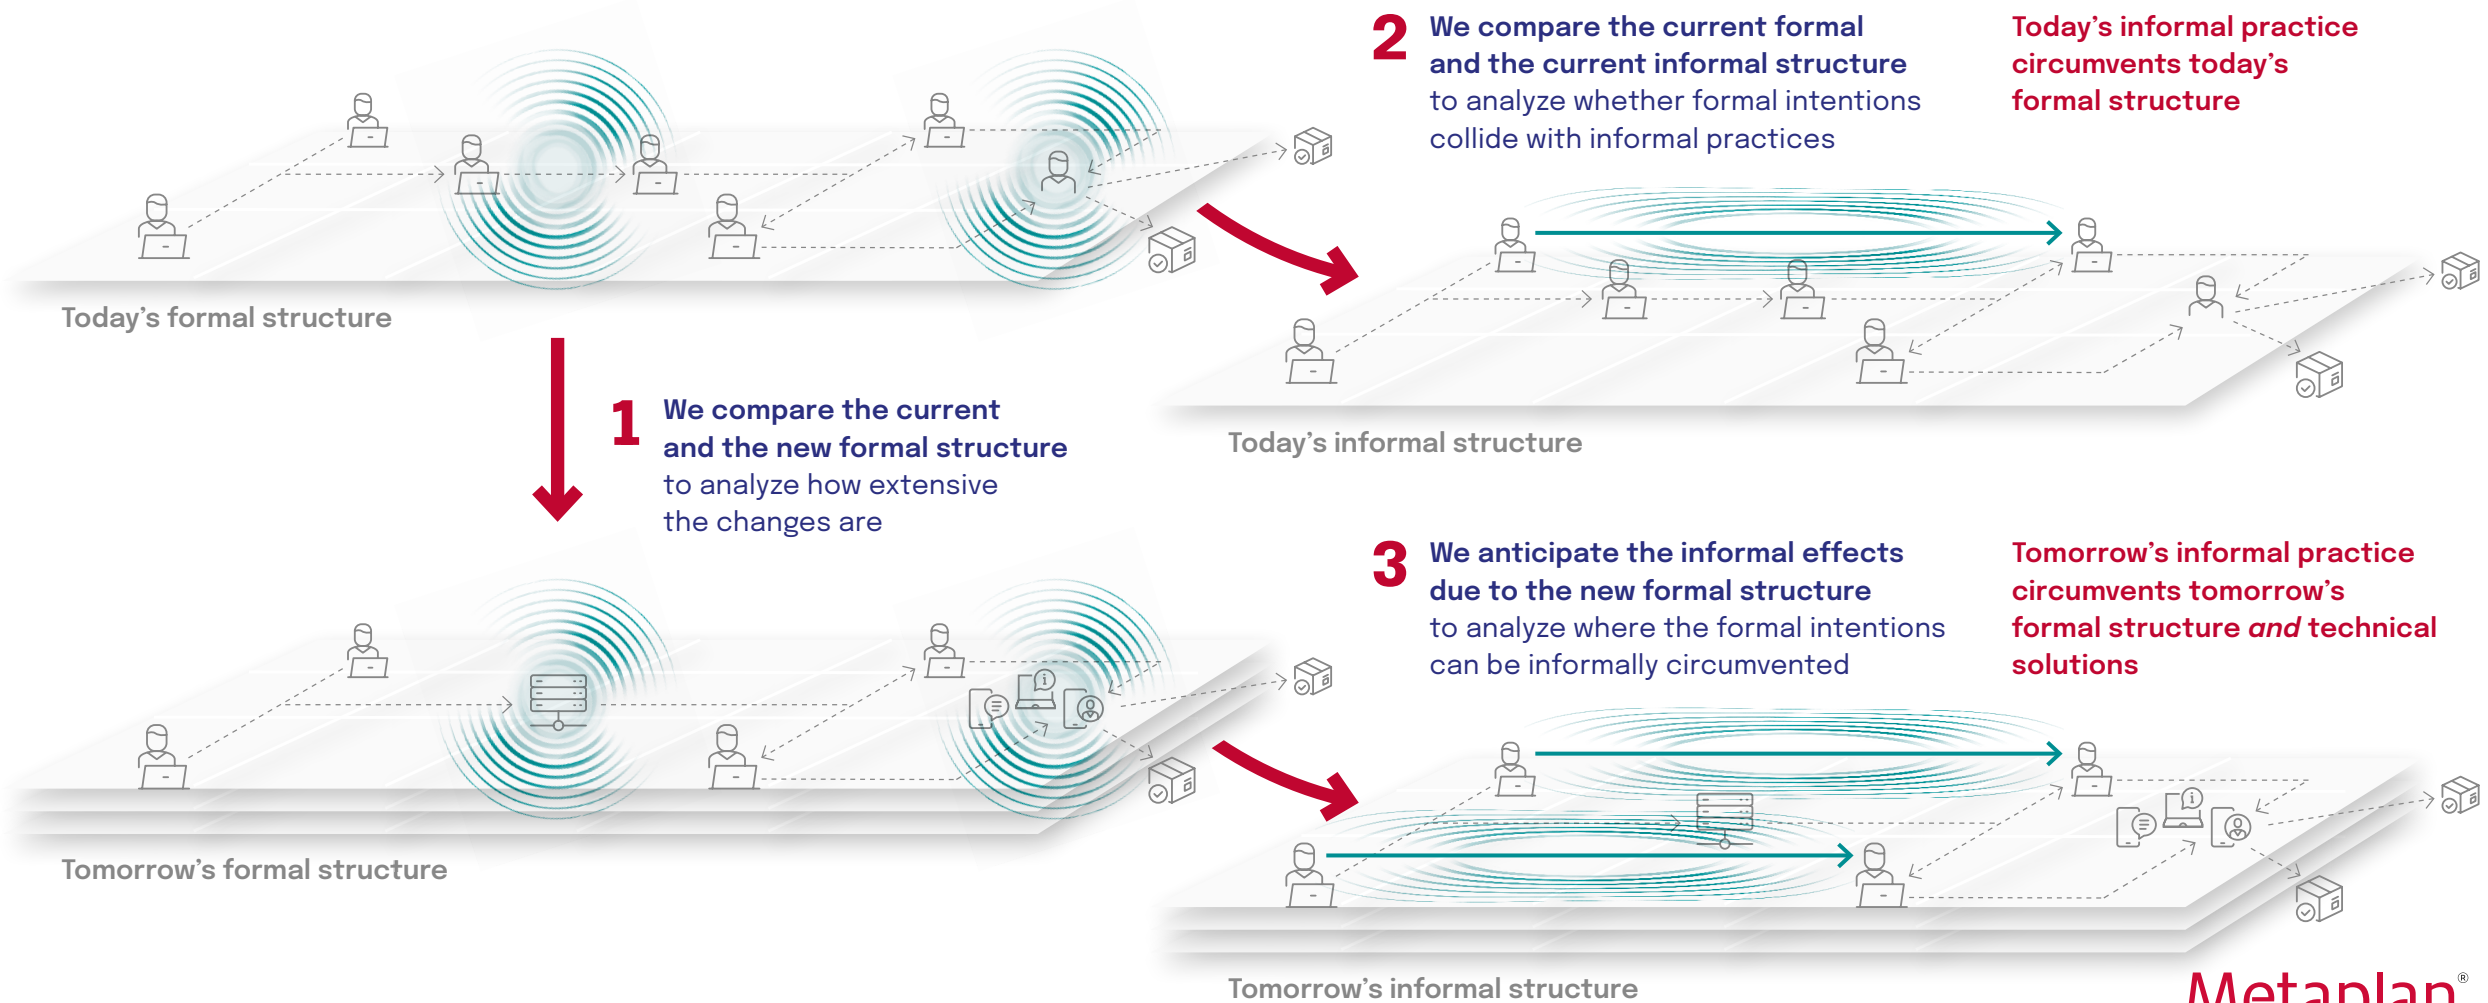 2
We compare the current formal
and the current informal structure
to analyze whether formal intentions
collide with informal practices
Today’s informal practice
circumvents today’s
formal structure
Today’s formal structure
1
We compare the current
and the new formal structure
to analyze how extensive
the changes are
Today’s informal structure
3
We anticipate the informal effects
due to the new formal structure
to analyze where the formal intentions
can be informally circumvented
Tomorrow’s informal practice
circumvents tomorrow’s
formal structure and technical
solutions
Tomorrow’s formal structure
Tomorrow’s informal structure
Metaplan®